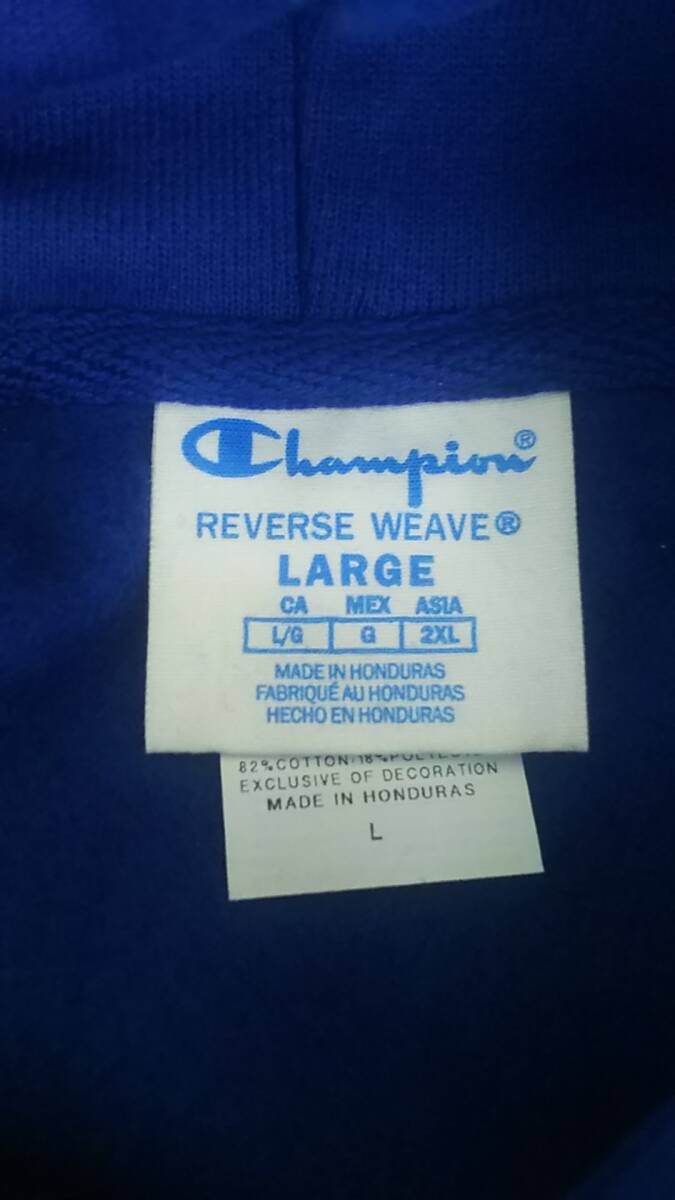 Champion®
REVERSE WEAVE®
LARGE
CA MEX ASIA
L/G G 2XL
MADE IN HONDURAS
FABRIQUÉ AU HONDURAS
HECHO EN HONDURAS
82% COTTON/18%
EXCLUSIVE OF DECORATION
MADE IN HONDURAS
L